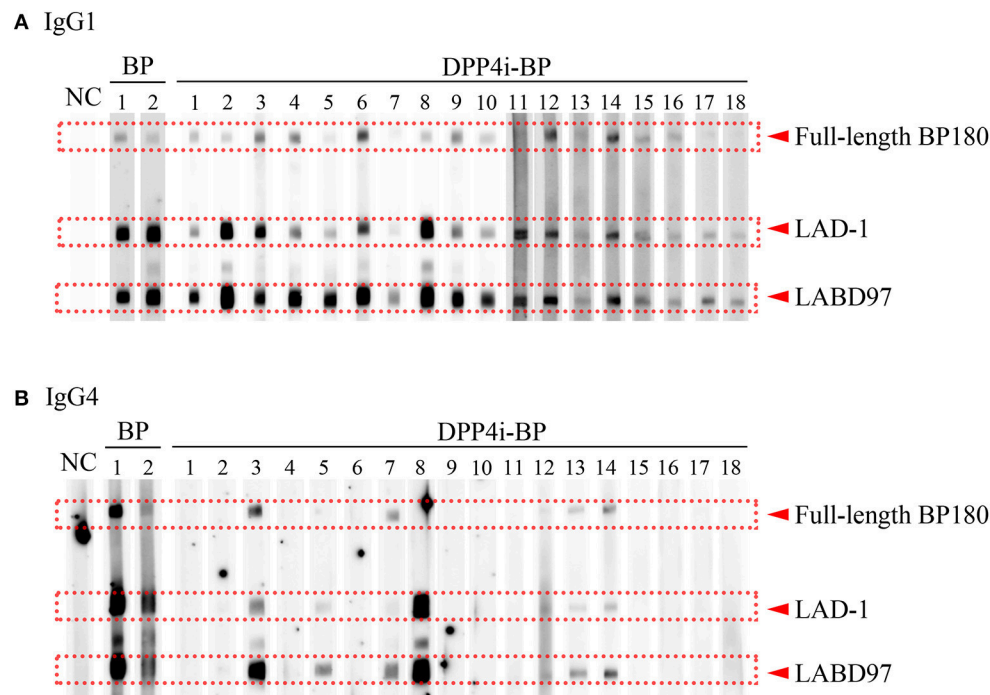 A IgG1
BP DPP4i-BP
NC 1 2 1 2 3 4 5 6 7 8 9 10 11 12 13 14 15 16 17 18
Full-length BP180
LAD-1
LABD97
B IgG4
BP DPP4i-BP
NC 1 2 1 2 3 4 5 6 7 8 9 10 11 12 13 14 15 16 17 18
Full-length BP180
LAD-1
LABD97